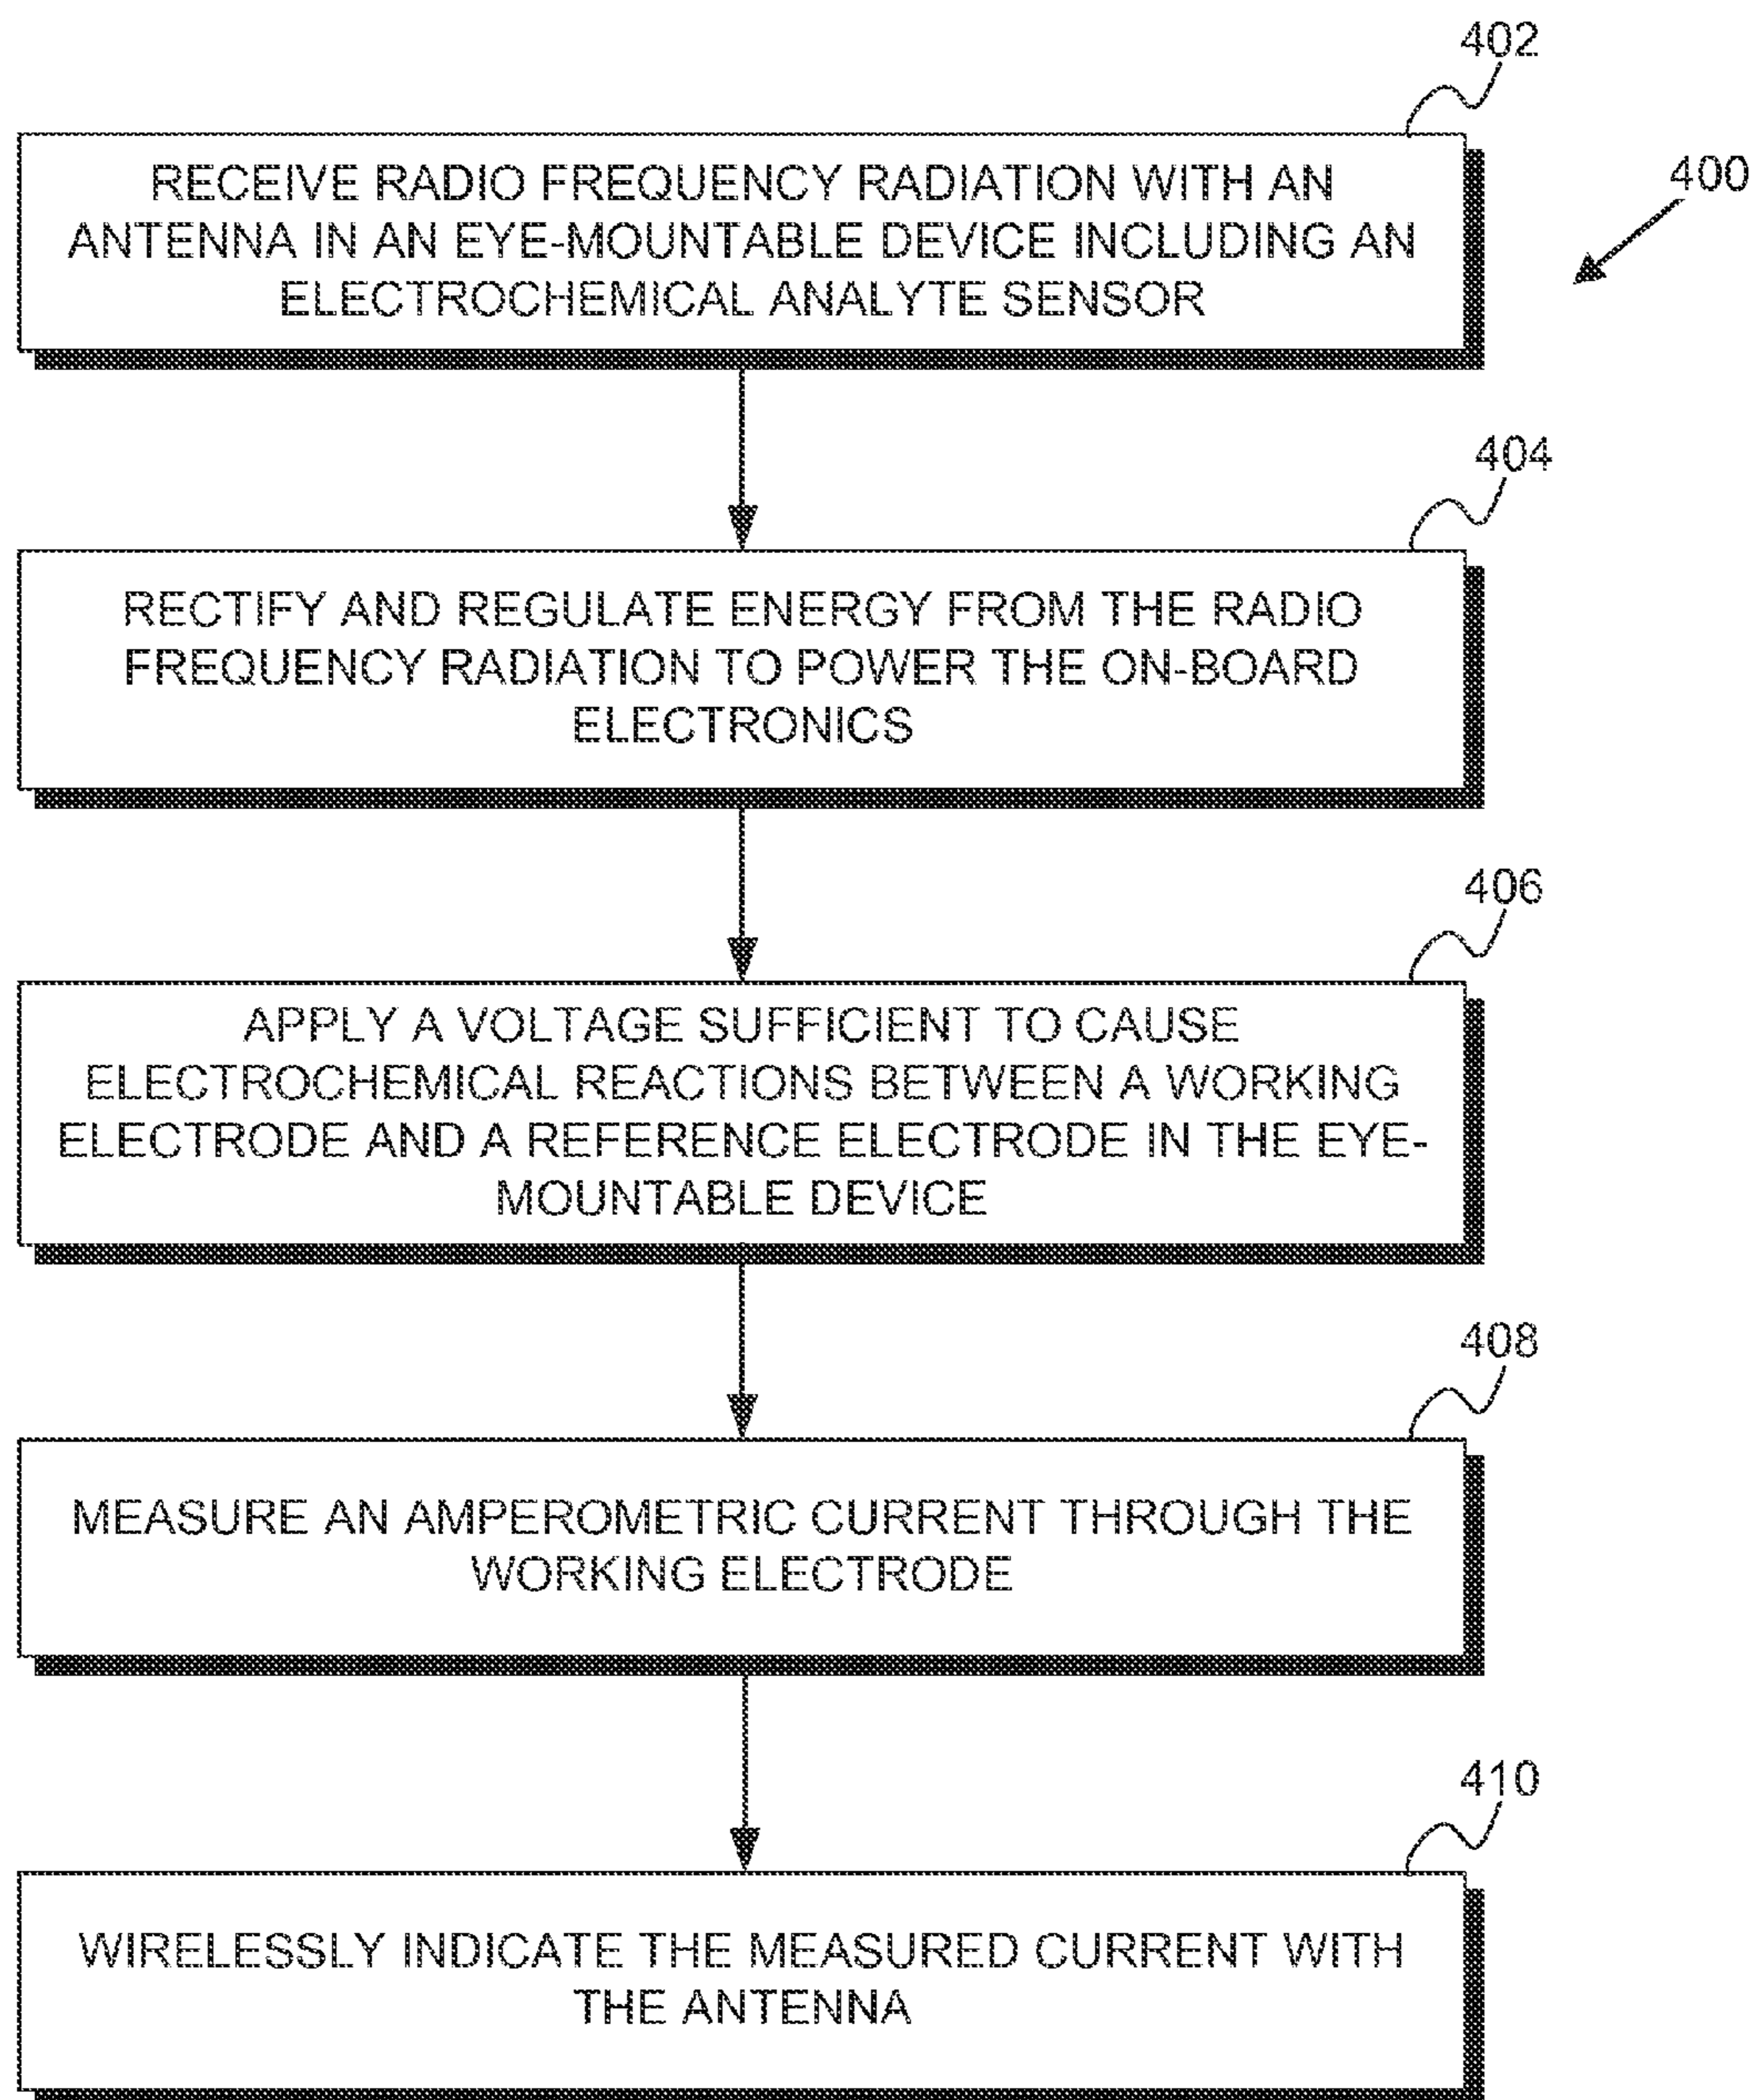 402
400
RECEIVE RADIO FREQUENCY RADIATION WITH AN
ANTENNA IN AN EYE-MOUNTABLE DEVICE INCLUDING AN
ELECTROCHEMICAL ANALYTE SENSOR
404
RECTIFY AND REGULATE ENERGY FROM THE RADIO
FREQUENCY RADIATION TO POWER THE ON-BOARD
ELECTRONICS
406
APPLY A VOLTAGE SUFFICIENT TO CAUSE
ELECTROCHEMICAL REACTIONS BETWEEN A WORKING
ELECTRODE AND A REFERENCE ELECTRODE IN THE EYE-
MOUNTABLE DEVICE
408
MEASURE AN AMPEROMETRIC CURRENT THROUGH THE
WORKING ELECTRODE
410
WIRELESSLY INDICATE THE MEASURED CURRENT WITH
THE ANTENNA